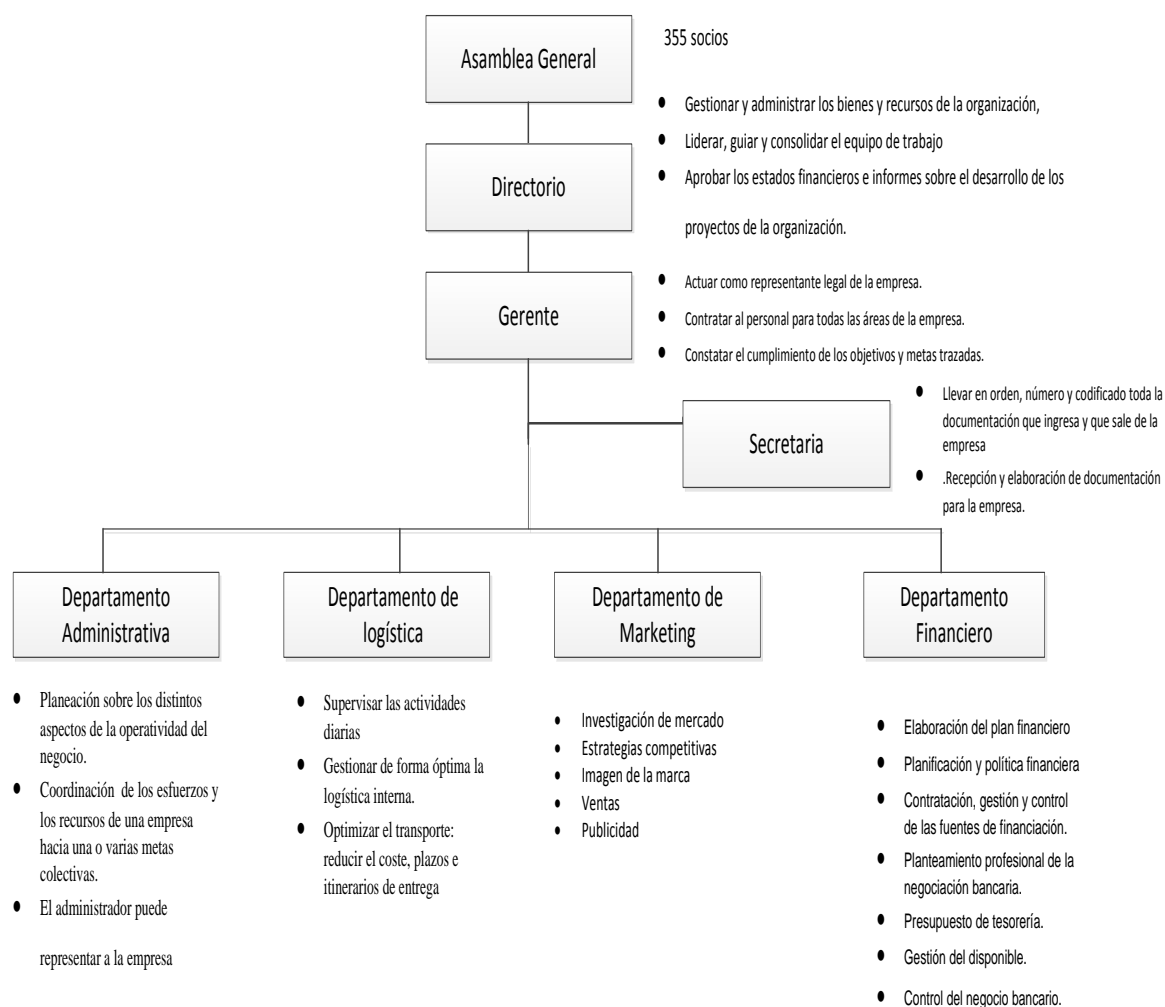 Asamblea General
355 socios
● Gestionar y administrar los bienes y recursos de la organización,
● Liderar, guiar y consolidar el equipo de trabajo
● Aprobar los estados financieros e informes sobre el desarrollo de los
proyectos de la organización.
Directorio
Gerente
● Actuar como representante legal de la empresa.
● Contratar al personal para todas las áreas de la empresa.
● Constatar el cumplimiento de los objetivos y metas trazadas.
Secretaria
● Llevar en orden, número y codificado toda la
documentación que ingresa y que sale de la
empresa
● .Recepción y elaboración de documentación
para la empresa.
Departamento
Administrativa
● Planeación sobre los distintos
aspectos de la operatividad del
negocio.
● Coordinación de los esfuerzos y
los recursos de una empresa
hacia una o varias metas
colectivas.
● El administrador puede
representar a la empresa
Departamento de
logística
● Supervisar las actividades
diarias
● Gestionar de forma óptima la
logística interna.
● Optimizar el transporte:
reducir el coste, plazos e
itinerarios de entrega
Departamento de
Marketing
● Investigación de mercado
● Estrategias competitivas
● Imagen de la marca
● Ventas
● Publicidad
Departamento
Financiero
● Elaboración del plan financiero
● Planificación y política financiera
● Contratación, gestión y control
de las fuentes de financiación.
● Planteamiento profesional de la
negociación bancaria.
● Presupuesto de tesorería.
● Gestión del disponible.
● Control del negocio bancario.